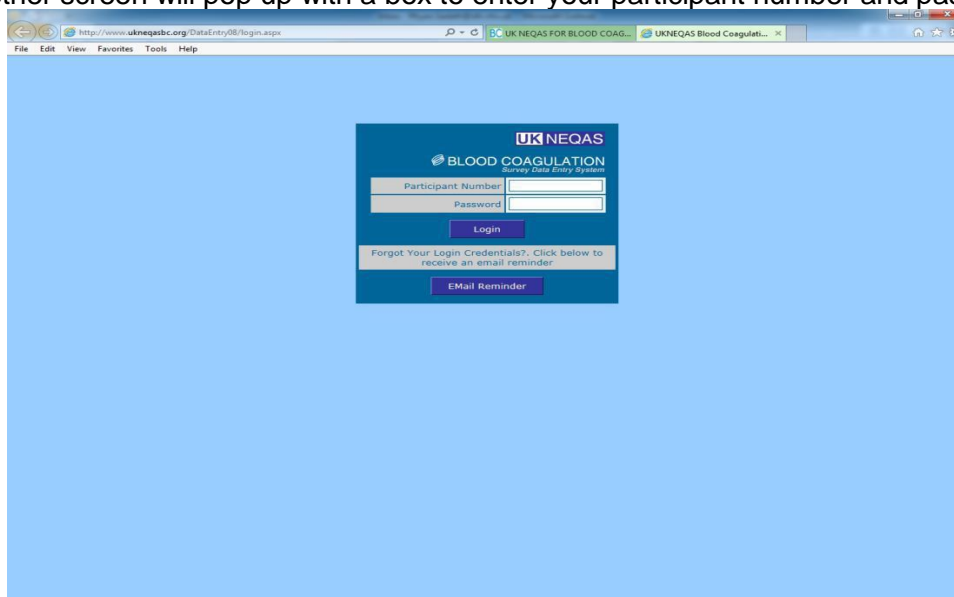 ther screen will pop up with a box to enter your participant number and pas
http://www.ukneqasbc.org/DataEntry08/login.aspx
UK NEQAS FOR BLOOD COAG... UKNEQAS Blood Coagulati... ×
File Edit View Favorites Tools Help
UK NEQAS
BLOOD COAGULATION
Survey Data Entry System
Participant Number
Password
Login
Forgot Your Login Credentials?. Click below to
receive an email reminder
EMail Reminder